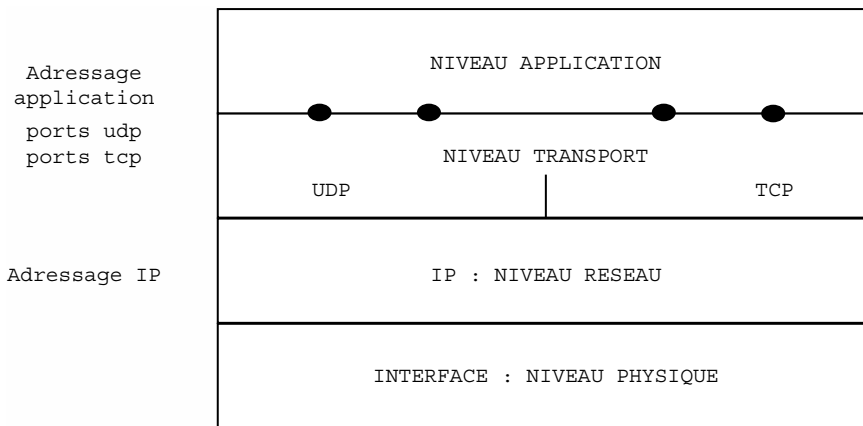 NIVEAU APPLICATION
Adressage
application
ports udp
ports tcp
NIVEAU TRANSPORT
UDP
TCP
Adressage IP
IP : NIVEAU RESEAU
INTERFACE : NIVEAU PHYSIQUE